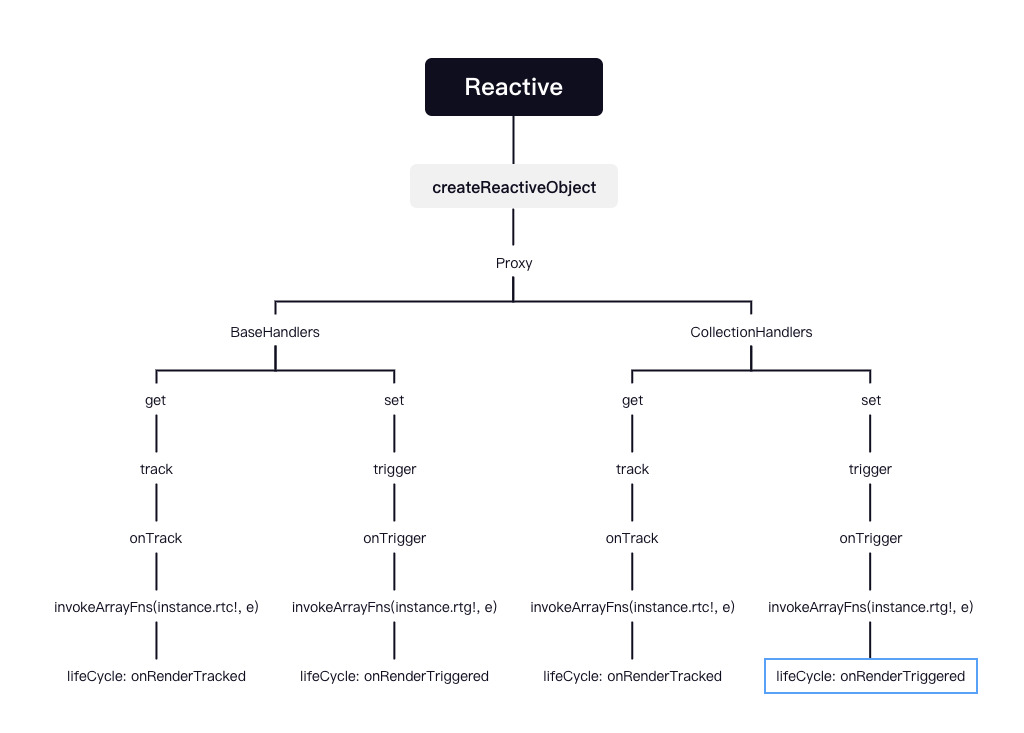 Reactive
createReactiveObject
Proxy
BaseHandlers
CollectionHandlers
get
set
get
set
track
trigger
track
trigger
onTrack
onTrigger
onTrack
onTrigger
invokeArrayFns(instance.rtc!, e)
invokeArrayFns(instance.rtg!, e)
invokeArrayFns(instance.rtc!, e)
invokeArrayFns(instance.rtg!, e)
lifeCycle: onRenderTracked
lifeCycle: onRenderTriggered
lifeCycle: onRenderTracked
lifeCycle: onRenderTriggered